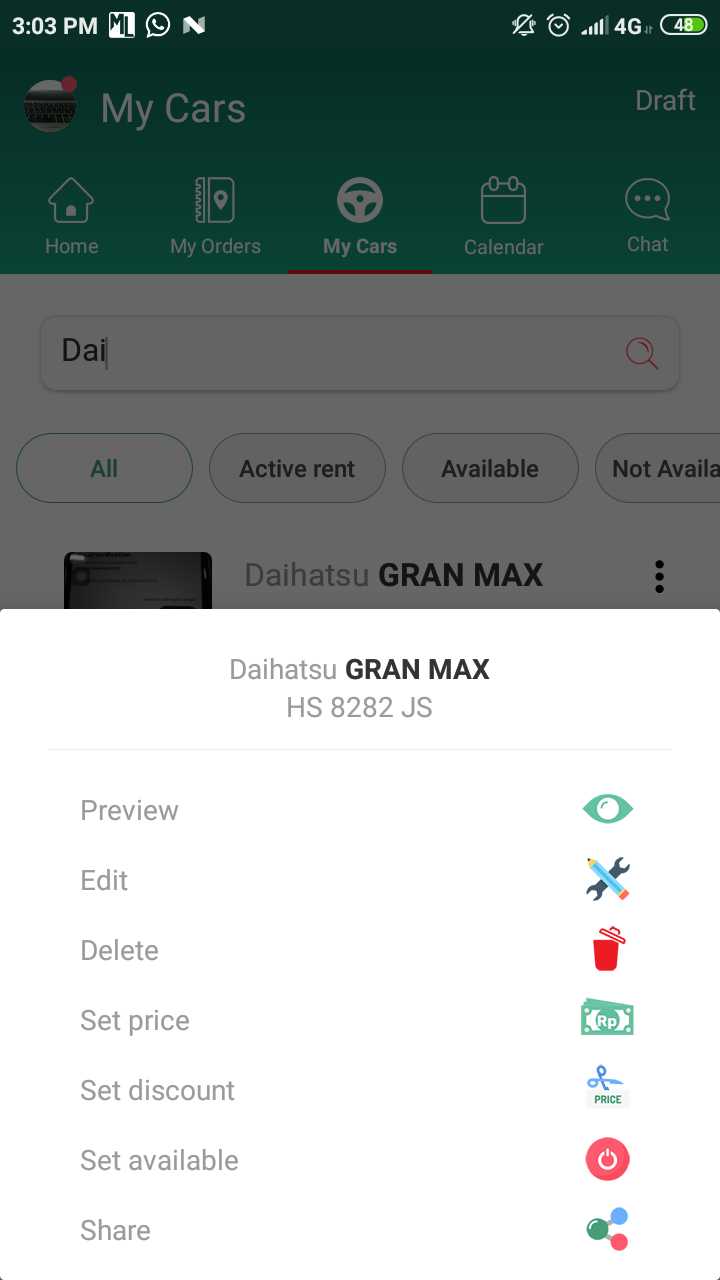 3:03 PM
4G
48
My Cars
Draft
Home
My Orders
My Cars
Calendar
Chat
Dai
All
Active rent
Available
Not Availa
Daihatsu GRAN MAX
Daihatsu GRAN MAX
HS 8282 JS
Preview
Edit
Delete
Set price
Rp
Set discount
PRICE
Set available
Share